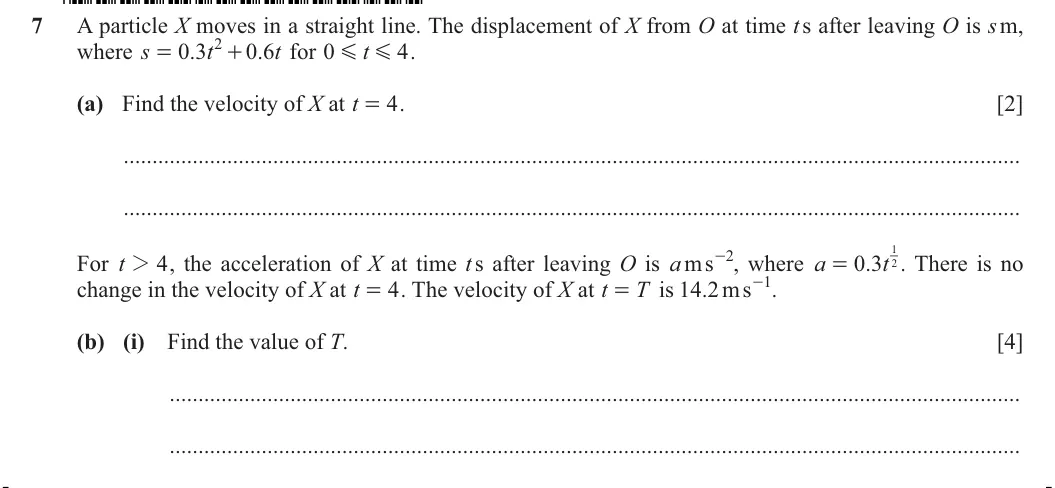 7 A particle X moves in a straight line. The displacement of X from O at time t s after leaving O is s m,
where s = 0.3t² + 0.6t for 0 ⩽ t ⩽ 4.
(a) Find the velocity of X at t = 4. [2]
For t > 4, the acceleration of X at time t s after leaving O is a m s⁻², where a = 0.3t^{1/2}. There is no
change in the velocity of X at t = 4. The velocity of X at t = T is 14.2 m s⁻¹.
(b) (i) Find the value of T. [4]